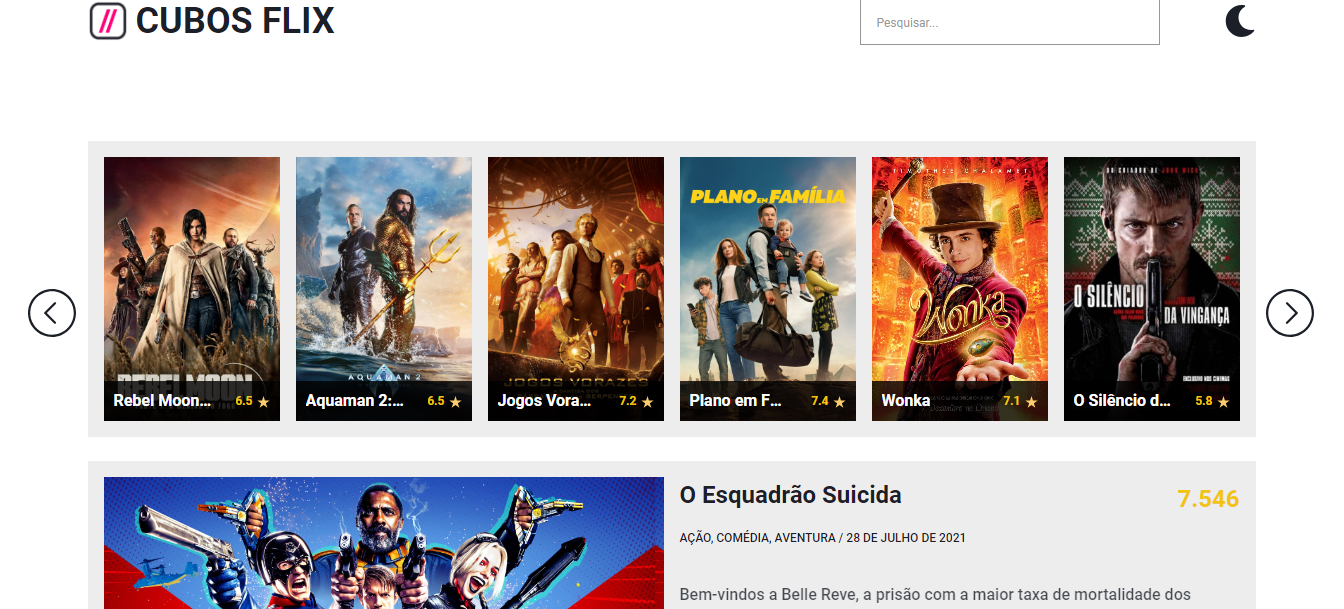 CUBOS FLIX
Pesquisar...
PLANO EM FAMÍLIA
TIMOTHÉE CHALAMET
DO CRIADOR DE JOHN WICK
Wonka
O SILÊNCIO
DA VINGANÇA
REBEL MOON
AQUAMAN 2
JOGOS VORAZES
EXCLUSIVO NOS CINEMAS
Rebel Moon... 6.5
Aquaman 2:... 6.5
Jogos Vora... 7.2
Plano em F... 7.4
Wonka 7.1
O Silêncio d... 5.8
O Esquadrão Suicida
7.546
AÇÃO, COMÉDIA, AVENTURA / 28 DE JULHO DE 2021
Bem-vindos a Belle Reve, a prisão com a maior taxa de mortalidade dos